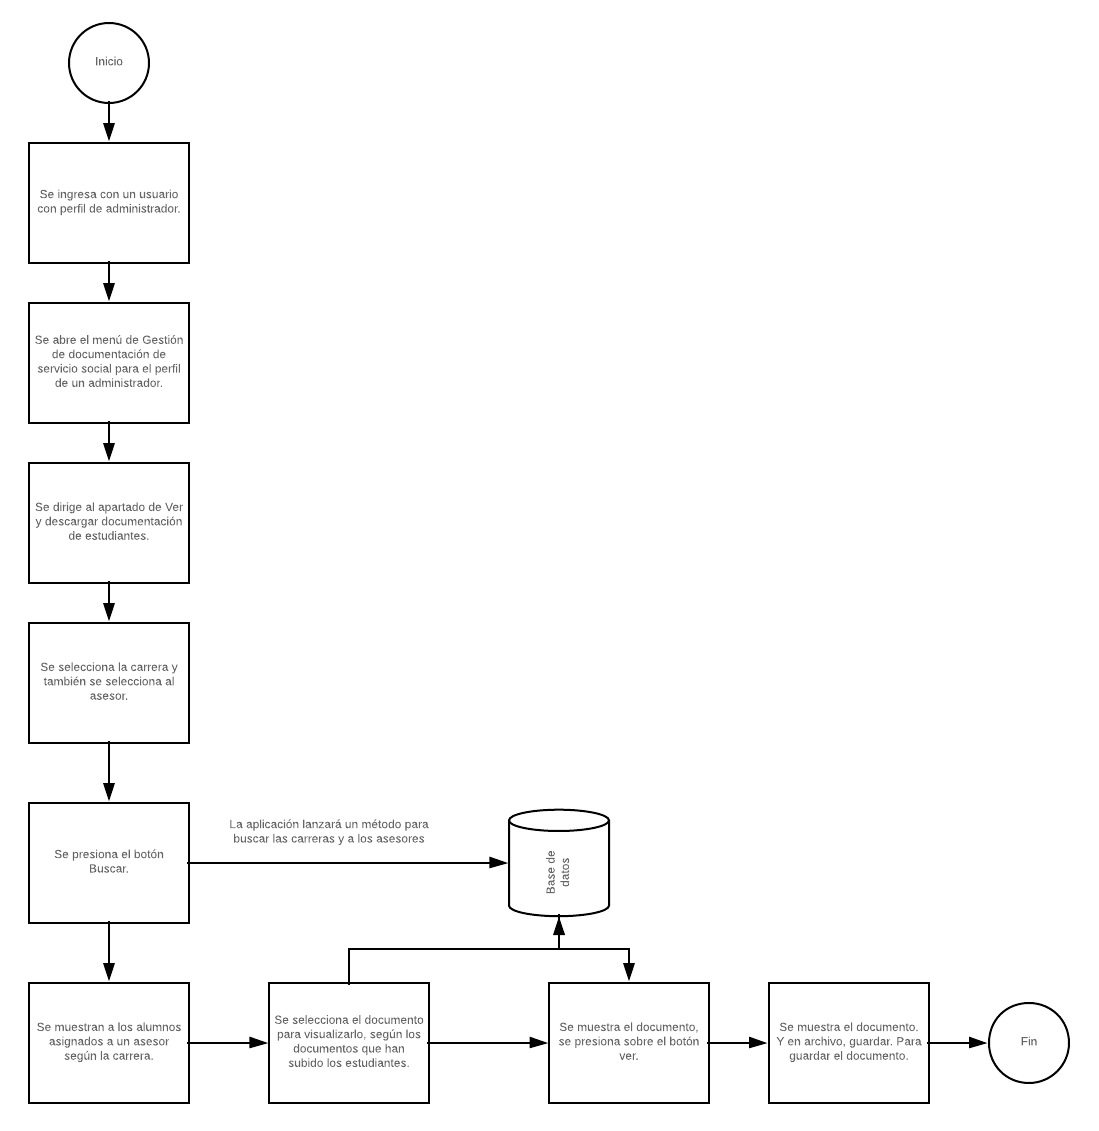 Inicio
Se ingresa con un usuario
con perfil de administrador.
Se abre el menú de Gestión
de documentación de
servicio social para el perfil
de un administrador.
Se dirige al apartado de Ver
y descargar documentación
de estudiantes.
Se selecciona la carrera y
también se selecciona al
asesor.
Se presiona el botón
Buscar.
La aplicación lanzará un método para
buscar las carreras y a los asesores
Base de
datos
Se muestran a los alumnos
asignados a un asesor
según la carrera.
Se selecciona el documento
para visualizarlo, según los
documentos que han
subido los estudiantes.
Se muestra el documento,
se presiona sobre el botón
ver.
Se muestra el documento.
Y en archivo, guardar. Para
guardar el documento.
Fin